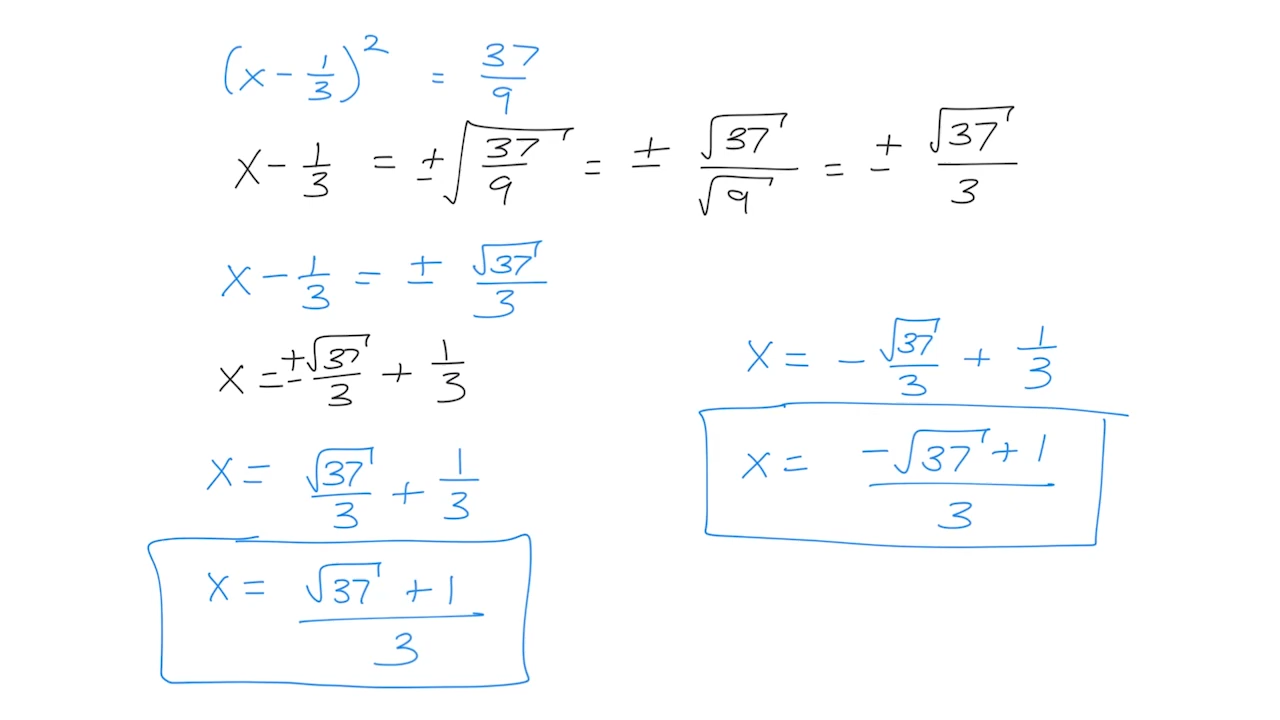 (x - 1/3)² = 37/9
x - 1/3 = ±√(37/9) = ± √37/√9 = ± √37/3
x - 1/3 = ± √37/3
x = ±√37/3 + 1/3
x = √37/3 + 1/3
x = (√37 + 1)/3
x = - √37/3 + 1/3
x = (-√37 + 1)/3